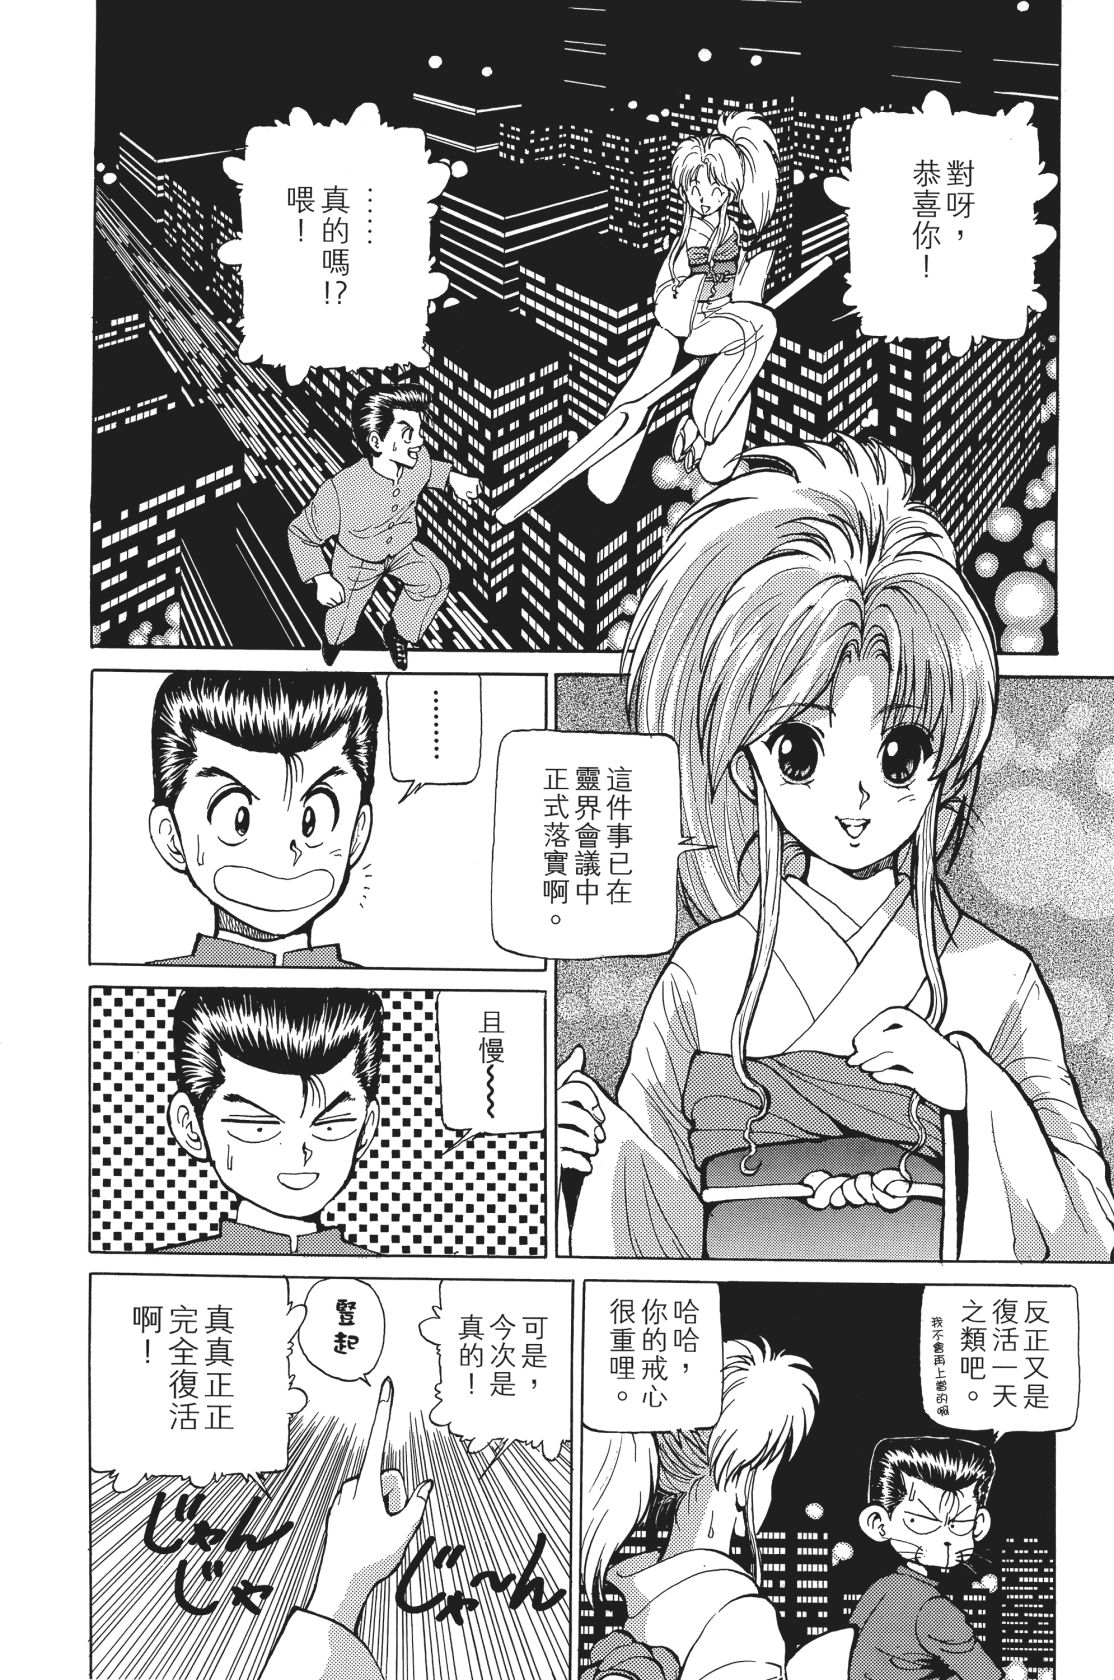 對呀，
恭喜你！
……
真的嗎!?
喂！
這件事已在
靈界會議中
正式落實啊。
………
且慢～～
反正又是
復活一天
之類吧。
我不會再上當的啊
哈哈，
你的戒心
很重哩。
可是，
今次是
真的！
豎起
真真正正
完全復活
啊！
じゃ〜ん
じゃん
じゃ